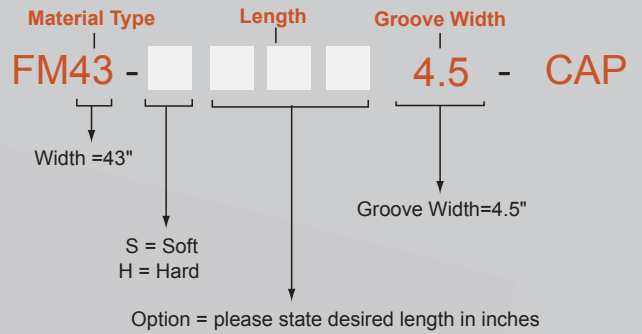 Material Type Length Groove Width
FM43 - 4.5 - CAP
Width =43"
Groove Width=4.5"
S = Soft
H = Hard
Option = please state desired length in inches